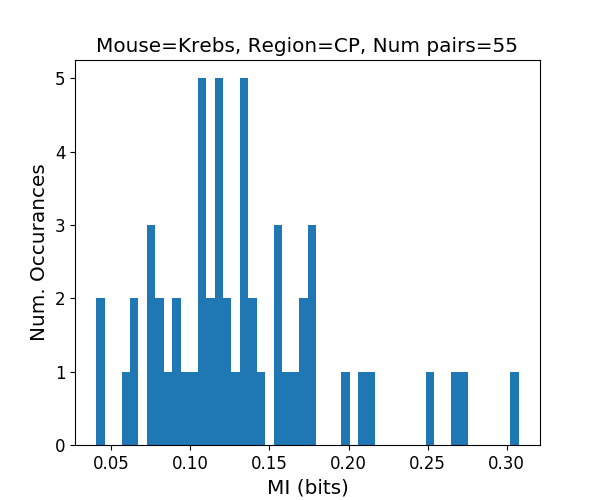 Mouse=Krebs, Region=CP, Num pairs=55
5
4
3
2
1
0
Num. Occurances
0.05 0.10 0.15 0.20 0.25 0.30
MI (bits)